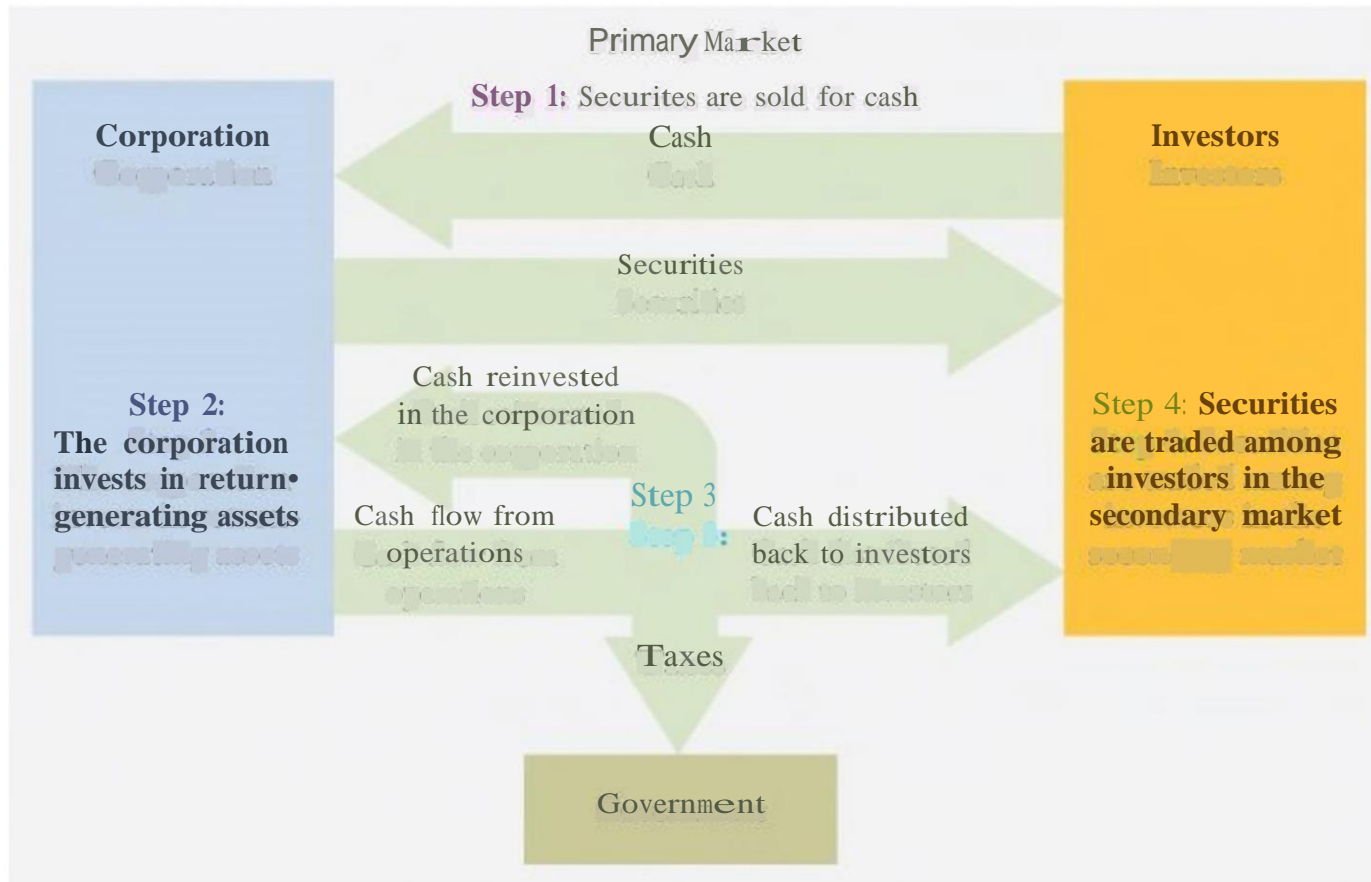 Primary Market
Step 1: Securites are sold for cash
Corporation
Cash
Investors
Securities
Cash reinvested
in the corporation
Step 2:
The corporation
invests in return•
generating assets
Step 4: Securities
are traded among
investors in the
secondary market
Step 3
:
Cash flow from
operations
Cash distributed
back to investors
Taxes
Government